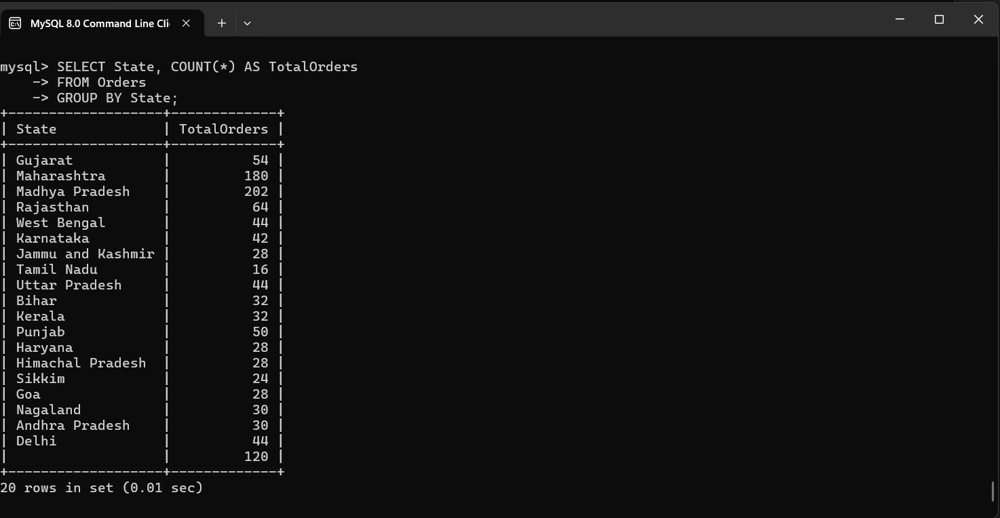 MySQL 8.0 Command Line Cli
mysql> SELECT State, COUNT(*) AS TotalOrders
    -> FROM Orders
    -> GROUP BY State;
+-------------------+-------------+
| State             | TotalOrders |
+-------------------+-------------+
| Gujarat           |          54 |
| Maharashtra       |         180 |
| Madhya Pradesh    |         202 |
| Rajasthan         |          64 |
| West Bengal       |          44 |
| Karnataka         |          42 |
| Jammu and Kashmir |          28 |
| Tamil Nadu        |          16 |
| Uttar Pradesh     |          44 |
| Bihar             |          32 |
| Kerala            |          32 |
| Punjab            |          50 |
| Haryana           |          28 |
| Himachal Pradesh  |          28 |
| Sikkim            |          24 |
| Goa               |          28 |
| Nagaland          |          30 |
| Andhra Pradesh    |          30 |
| Delhi             |          44 |
|                   |         120 |
+-------------------+-------------+
20 rows in set (0.01 sec)